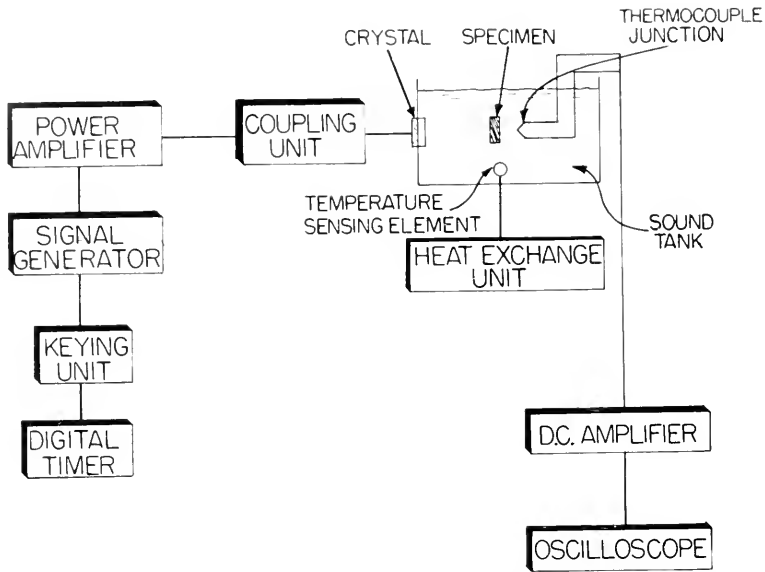 THERMOCOUPLE
JUNCTION
CRYSTAL
SPECIMEN
POWER
AMPLIFIER
COUPLING
UNIT
TEMPERATURE
SENSING ELEMENT
SOUND
TANK
SIGNAL
GENERATOR
HEAT EXCHANGE
UNIT
KEYING
UNIT
DIGITAL
TIMER
D.C. AMPLIFIER
OSCILLOSCOPE